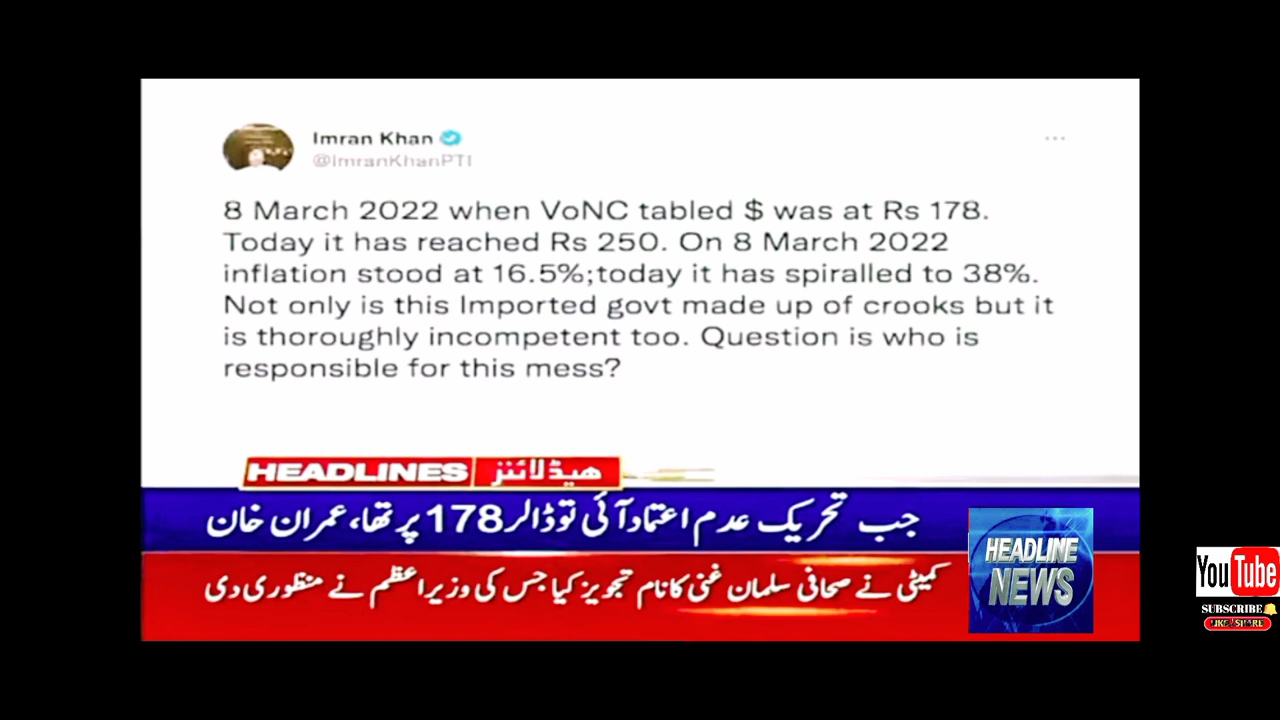 Imran Khan
@ImranKhanPTI
8 March 2022 when VoNC tabled $ was at Rs 178.
Today it has reached Rs 250. On 8 March 2022
inflation stood at 16.5%;today it has spiralled to 38%.
Not only is this Imported govt made up of crooks but it
is thoroughly incompetent too. Question is who is
responsible for this mess?
HEADLINES ھیڈلائنز
جب تحریک عدم اعتماد آئی تو ڈالر 178 پر تھا، عمران خان
کمیٹی نے صحافی سلمان غنی کا نام تجویز کیا جس کی وزیراعظم نے منظوری دی
HEADLINE
NEWS
YouTube
SUBSCRIBE
LIKE/SHARE